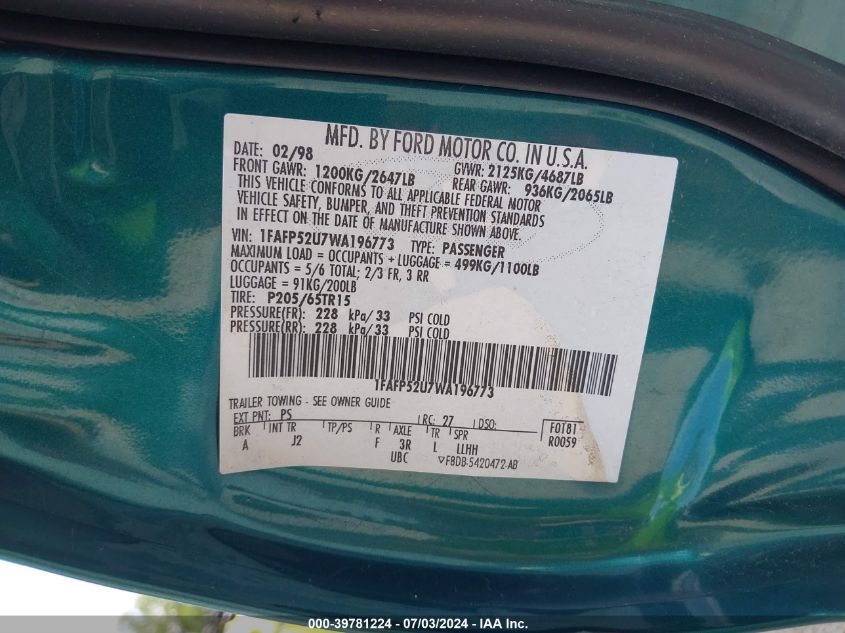 MFD. BY FORD MOTOR CO. IN U.S.A.
DATE: 02/98 GVWR: 2125KG/4687LB
FRONT GAWR: 1200KG/2647LB REAR GAWR: 936KG/2065LB
THIS VEHICLE CONFORMS TO ALL APPLICABLE FEDERAL MOTOR
VEHICLE SAFETY, BUMPER, AND THEFT PREVENTION STANDARDS
IN EFFECT ON THE DATE OF MANUFACTURE SHOWN ABOVE
VIN: 1FAFP52U7WA196773 TYPE: PASSENGER
MAXIMUM LOAD = OCCUPANTS + LUGGAGE = 499KG/1100LB
OCCUPANTS = 5/6 TOTAL; 2/3 FR, 3 RR
LUGGAGE = 91KG/200LB
TIRE: P205/65TR15
PRESSURE(FR): 228 kPa/33 PSI COLD
PRESSURE(RR): 228 kPa/33 PSI COLD
1FAFP52U7WA196773
TRAILER TOWING - SEE OWNER GUIDE
EXT PNT: PS RC: 27 DSO: F0T81
BRK INT TR TP/PS R AXLE TR SPR R0059
A J2 F 3R L LLHH
UBC ▽F8DB-5420472-AB
000-39781224 - 07/03/2024 - IAA Inc.